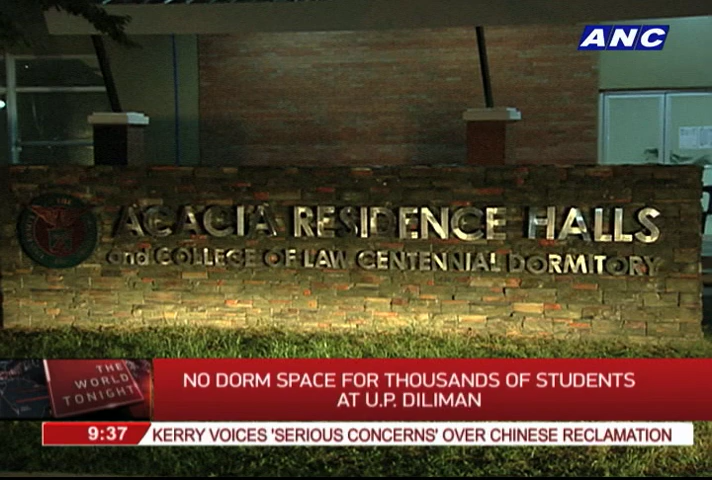 ANC
ACACIA RESIDENCE HALLS
and COLLEGE OF LAW CENTENNIAL DORMITORY
THE
WORLD
TONIGHT
NO DORM SPACE FOR THOUSANDS OF STUDENTS
AT U.P. DILIMAN
9:37 KERRY VOICES 'SERIOUS CONCERNS' OVER CHINESE RECLAMATION